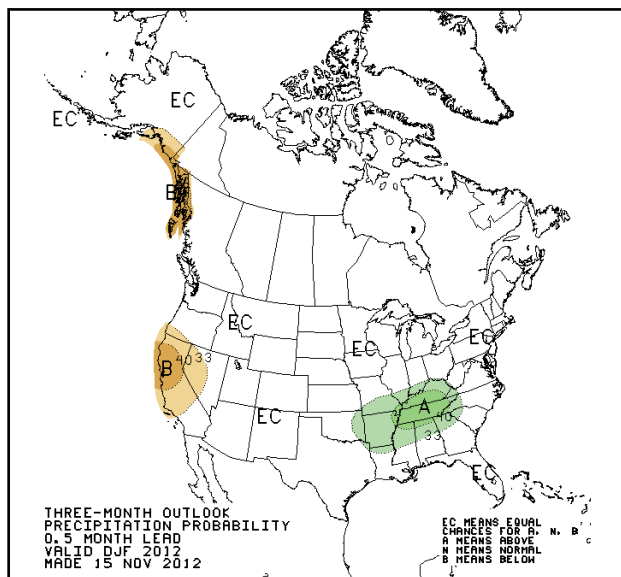 EC
EC
B
EC
EC
EC
40
33
B
A
40
EC
33
EC
THREE-MONTH OUTLOOK
PRECIPITATION PROBABILITY
0.5 MONTH LEAD
VALID DJF 2012
MADE 15 NOV 2012
EC MEANS EQUAL
CHANCES FOR A, N, B
A MEANS ABOVE
N MEANS NORMAL
B MEANS BELOW